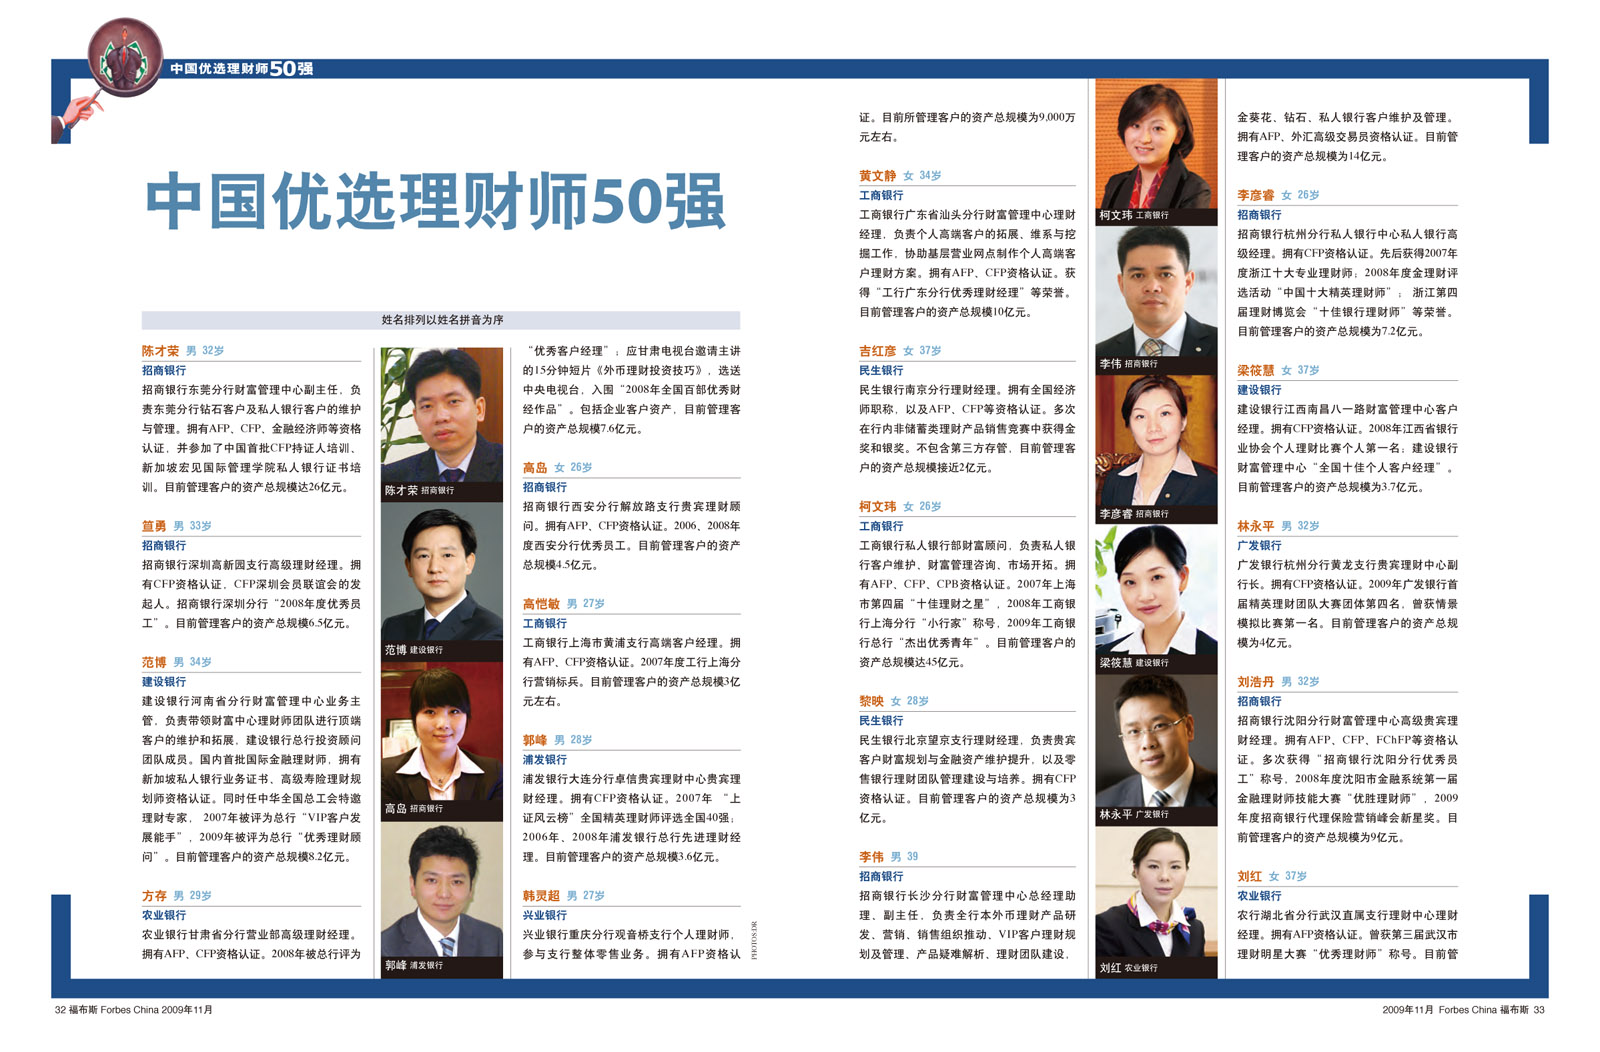 中国优选理财师50强
中国优选理财师50强
姓名排列以姓名拼音为序
陈才荣 男 32岁
招商银行
招商银行东莞分行财富管理中心副主任，负
责东莞分行钻石客户及私人银行客户的维护
与管理。拥有AFP、CFP、金融经济师等资格
认证，并参加了中国首批CFP持证人培训、
新加坡宏见国际管理学院私人银行证书培
训。目前管理客户的资产总规模达26亿元。
笪勇 男 33岁
招商银行
招商银行深圳高新园支行高级理财经理。拥
有CFP资格认证，CFP深圳会员联谊会的发
起人。招商银行深圳分行“2008年度优秀员
工”。目前管理客户的资产总规模6.5亿元。
范博 男 34岁
建设银行
建设银行河南省分行财富管理中心业务主
管，负责带领财富中心理财师团队进行顶端
客户的维护和拓展，建设银行总行投资顾问
团队成员。国内首批国际金融理财师，拥有
新加坡私人银行业务证书、高级寿险理财规
划师资格认证。同时任中华全国总工会特邀
理财专家， 2007年被评为总行“VIP客户发
展能手”，2009年被评为总行“优秀理财顾
问”。目前管理客户的资产总规模8.2亿元。
方存 男 29岁
农业银行
农业银行甘肃省分行营业部高级理财经理。
拥有AFP、CFP资格认证。2008年被总行评为
陈才荣 招商银行
范博 建设银行
高岛 招商银行
郭峰 浦发银行
“优秀客户经理”；应甘肃电视台邀请主讲
的15分钟短片《外币理财投资技巧》，选送
中央电视台，入围“2008年全国百部优秀财
经作品”。包括企业客户资产，目前管理客
户的资产总规模7.6亿元。
高岛 女 26岁
招商银行
招商银行西安分行解放路支行贵宾理财顾
问。拥有AFP、CFP资格认证。2006、2008年
度西安分行优秀员工。目前管理客户的资产
总规模4.5亿元。
高恺敏 男 27岁
工商银行
工商银行上海市黄浦支行高端客户经理。拥
有AFP、CFP资格认证。2007年度工行上海分
行营销标兵。目前管理客户的资产总规模3亿
元左右。
郭峰 男 28岁
浦发银行
浦发银行大连分行卓信贵宾理财中心贵宾理
财经理。拥有CFP资格认证。2007年 “上
证风云榜”全国精英理财师评选全国40强；
2006年、2008年浦发银行总行先进理财经
理。目前管理客户的资产总规模3.6亿元。
韩灵超 男 27岁
兴业银行
兴业银行重庆分行观音桥支行个人理财师，
参与支行整体零售业务。拥有AFP资格认
PHOTOS:DR
证。目前所管理客户的资产总规模为9,000万
元左右。
黄文静 女 34岁
工商银行
工商银行广东省汕头分行财富管理中心理财
经理，负责个人高端客户的拓展、维系与挖
掘工作，协助基层营业网点制作个人高端客
户理财方案。拥有AFP、CFP资格认证。获
得“工行广东分行优秀理财经理”等荣誉。
目前管理客户的资产总规模10亿元。
吉红彦 女 37岁
民生银行
民生银行南京分行理财经理。拥有全国经济
师职称，以及AFP、CFP等资格认证。多次
在行内非储蓄类理财产品销售竞赛中获得金
奖和银奖。不包含第三方存管，目前管理客
户的资产总规模接近2亿元。
柯文玮 女 26岁
工商银行
工商银行私人银行部财富顾问，负责私人银
行客户维护、财富管理咨询、市场开拓。拥
有AFP、CFP、CPB资格认证。2007年上海
市第四届“十佳理财之星”，2008年工商银
行上海分行“小行家”称号，2009年工商银
行总行“杰出优秀青年”。目前管理客户的
资产总规模达45亿元。
黎映 女 28岁
民生银行
民生银行北京望京支行理财经理，负责贵宾
客户财富规划与金融资产维护提升，以及零
售银行理财团队管理建设与培养。拥有CFP
资格认证。目前管理客户的资产总规模为3
亿元。
李伟 男 39
招商银行
招商银行长沙分行财富管理中心总经理助
理，副主任，负责全行本外币理财产品研
发、营销、销售组织推动、VIP客户理财规
划及管理，产品疑难解析、理财团队建设，
柯文玮 工商银行
李伟 招商银行
李彦睿 招商银行
梁筱慧 建设银行
林永平 广发银行
刘红 农业银行
金葵花、钻石、私人银行客户维护及管理。
拥有AFP、外汇高级交易员资格认证。目前管
理客户的资产总规模为14亿元。
李彦睿 女 26岁
招商银行
招商银行杭州分行私人银行中心私人银行高
级经理。拥有CFP资格认证。先后获得2007年
度浙江十大专业理财师；2008年度金理财评
选活动“中国十大精英理财师”； 浙江第四
届理财博览会“十佳银行理财师”等荣誉。
目前管理客户的资产总规模为7.2亿元。
梁筱慧 女 37岁
建设银行
建设银行江西南昌八一路财富管理中心客户
经理。拥有CFP资格认证。2008年江西省银行
业协会个人理财比赛个人第一名；建设银行
财富管理中心“全国十佳个人客户经理”。
目前管理客户的资产总规模为3.7亿元。
林永平 男 32岁
广发银行
广发银行杭州分行黄龙支行贵宾理财中心副
行长。拥有CFP资格认证。2009年广发银行首
届精英理财团队大赛团体第四名，曾获情景
模拟比赛第一名。目前管理客户的资产总规
模为4亿元。
刘浩丹 男 32岁
招商银行
招商银行沈阳分行财富管理中心高级贵宾理
财经理。拥有AFP、CFP、FChFP等资格认
证。多次获得“招商银行沈阳分行优秀员
工”称号，2008年度沈阳市金融系统第一届
金融理财师技能大赛“优胜理财师”，2009
年度招商银行代理保险营销峰会新星奖。目
前管理客户的资产总规模为9亿元。
刘红 女 37岁
农业银行
农行湖北省分行武汉直属支行理财中心理财
经理。拥有AFP资格认证。曾获第三届武汉市
理财明星大赛“优秀理财师”称号。目前管
32 福布斯 Forbes China 2009年11月
2009年11月 Forbes China 福布斯 33